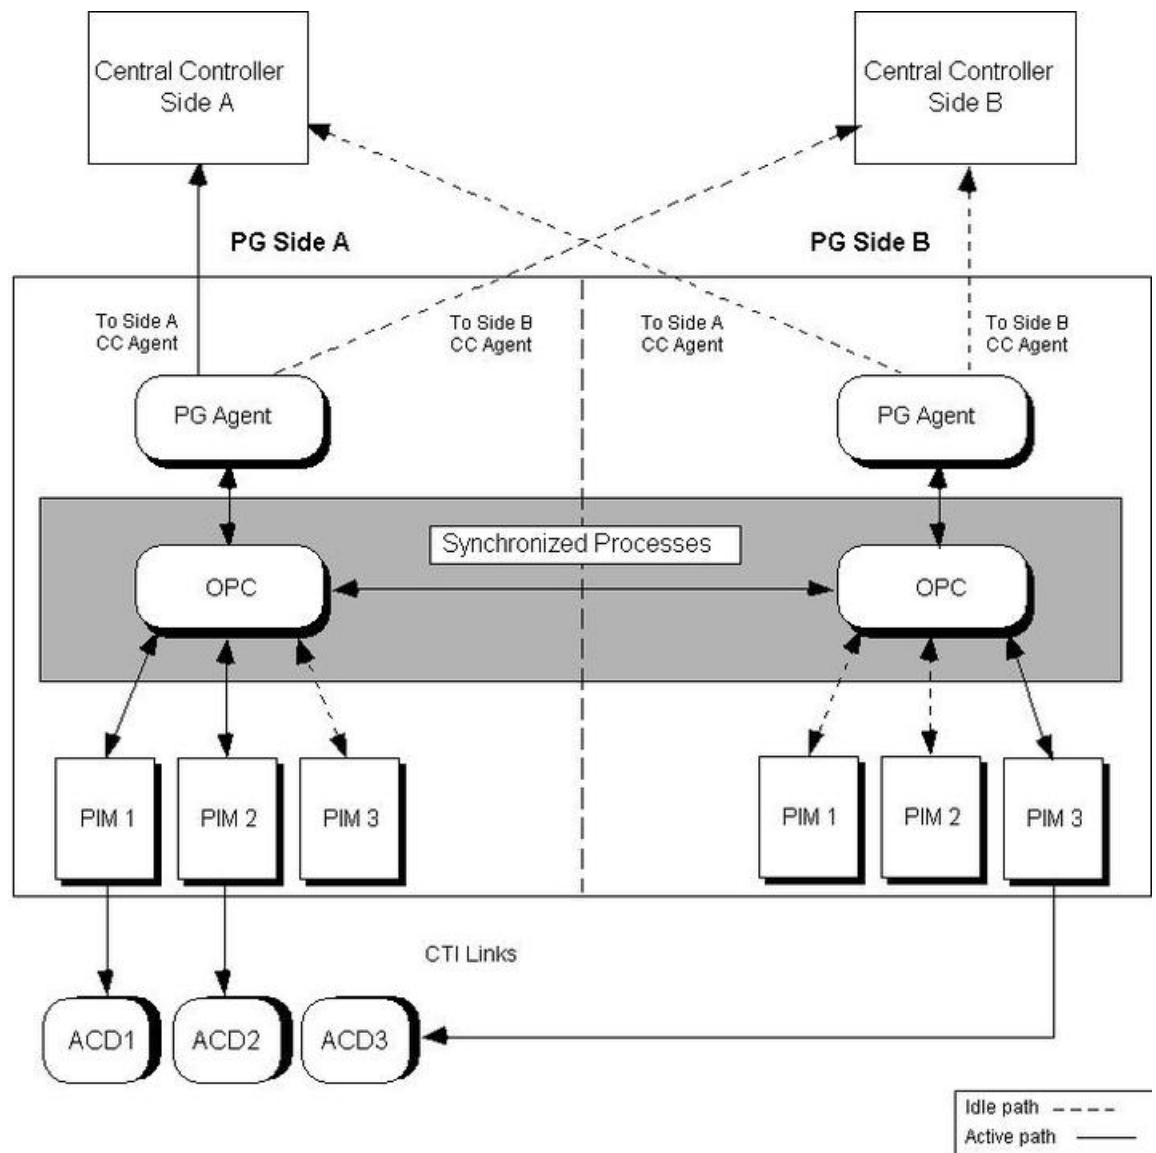 Central Controller
Side A
Central Controller
Side B
PG Side A
PG Side B
To Side A
CC Agent
To Side B
CC Agent
To Side A
CC Agent
To Side B
CC Agent
PG Agent
PG Agent
Synchronized Processes
OPC
OPC
PIM 1
PIM 2
PIM 3
PIM 1
PIM 2
PIM 3
CTI Links
ACD1
ACD2
ACD3
Idle path
Active path